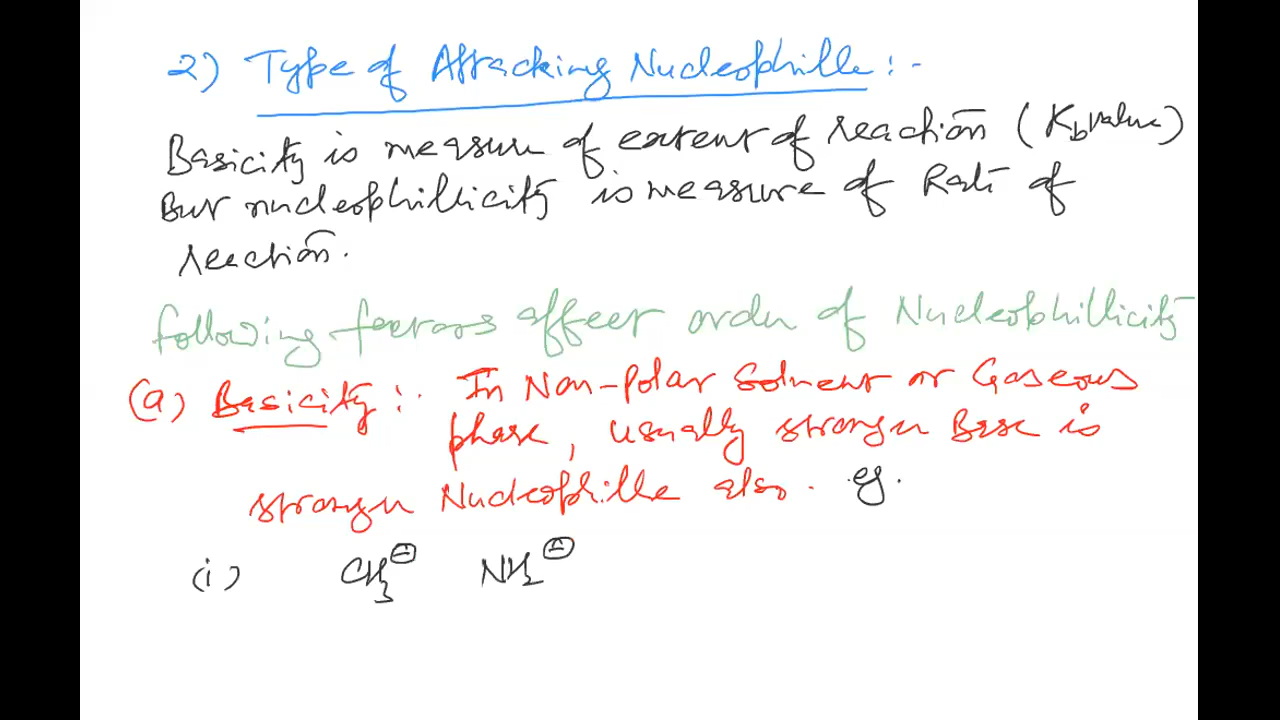 2) Type of Attacking Nucleophille :-
Basicity is measure of extent of reaction (Kb value)
But nucleophillicity is measure of Rate of
reaction.
following factors affect order of Nucleophillicity
(a) Basicity :- In Non-Polar Solvent or Gaseous
phase, usually stronger Base is
stronger Nucleophille also. eg.
(i) CH3⊖ NH2⊖